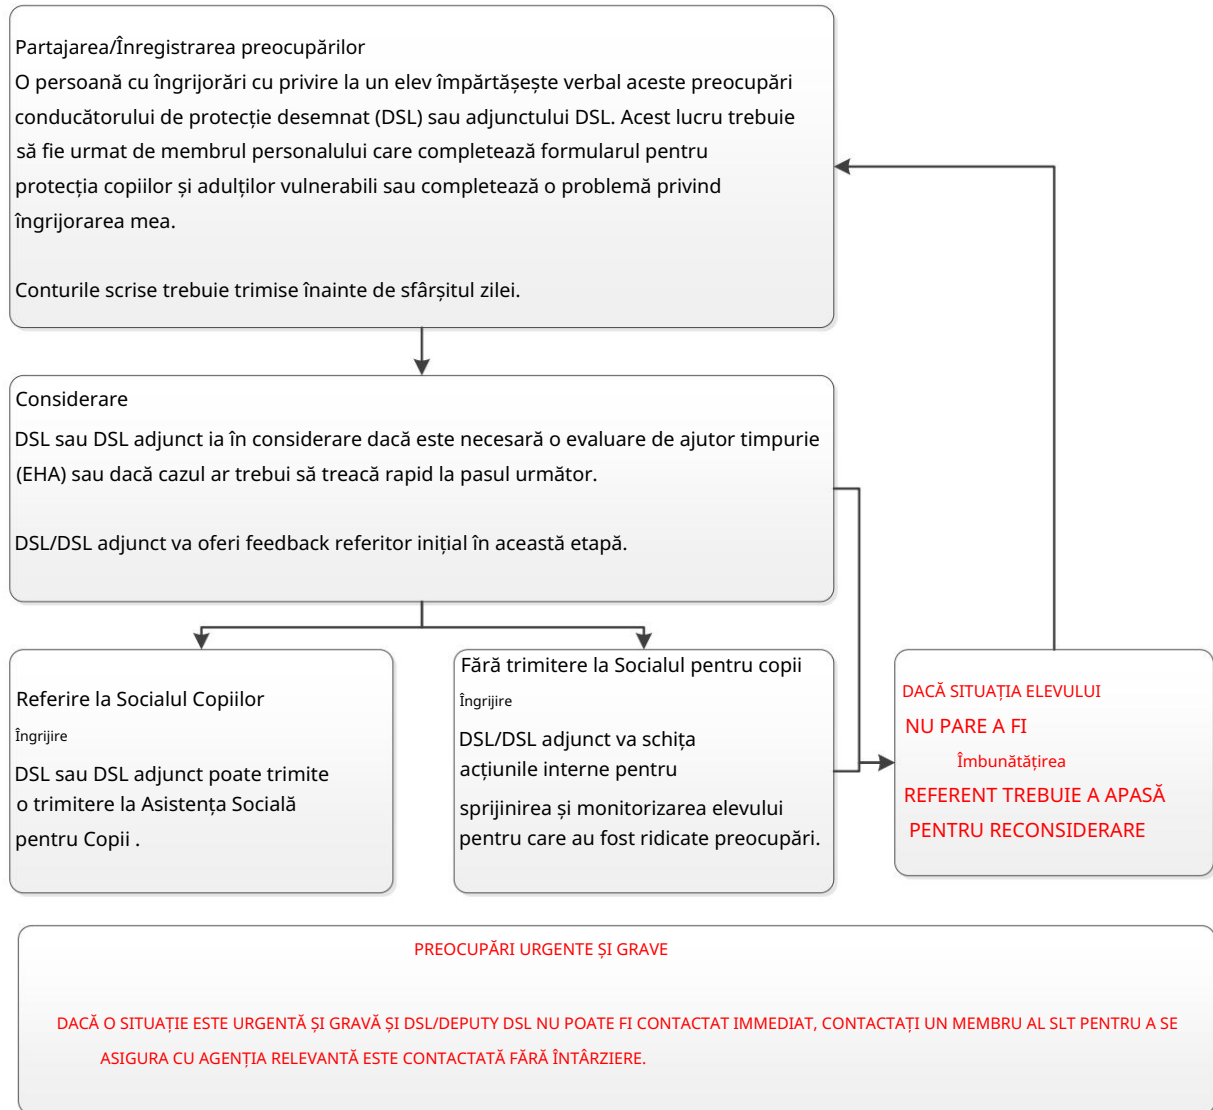 Partajarea/Înregistrarea preocupărilor
O persoană cu îngrijorări cu privire la un elev împărtășește verbal aceste preocupări
conducătorului de protecție desemnat (DSL) sau adjunctului DSL. Acest lucru trebuie
să fie urmat de membrul personalului care completează formularul pentru
protecția copiilor și adulților vulnerabili sau completează o problemă privind
îngrijorarea mea.
Conturile scrise trebuie trimise înainte de sfârșitul zilei.
Considerare
DSL sau DSL adjunct ia în considerare dacă este necesară o evaluare de ajutor timpurie
(EHA) sau dacă cazul ar trebui să treacă rapid la pasul următor.
DSL/DSL adjunct va oferi feedback referitor inițial în această etapă.
Referire la Socialul Copiilor
Îngrijire
DSL sau DSL adjunct poate trimite
o trimitere la Asistența Socială
pentru Copii .
Fără trimitere la Socialul pentru copii
Îngrijire
DSL/DSL adjunct va schița
acțiunile interne pentru
sprijinirea și monitorizarea elevului
pentru care au fost ridicate preocupări.
DACĂ SITUAȚIA ELEVULUI
NU PARE A FI
Îmbunătățirea
REFERENT TREBUIE A APASĂ
PENTRU RECONSIDERARE
PREOCUPĂRI URGENTE ȘI GRAVE
DACĂ O SITUAȚIE ESTE URGENTĂ ȘI GRAVĂ ȘI DSL/DEPUTY DSL NU POATE FI CONTACTAT IMMEDIAT, CONTACTAȚI UN MEMBRU AL SLT PENTRU A SE
ASIGURA CU AGENȚIA RELEVANTĂ ESTE CONTACTATĂ FĂRĂ ÎNTÂRZIERE.